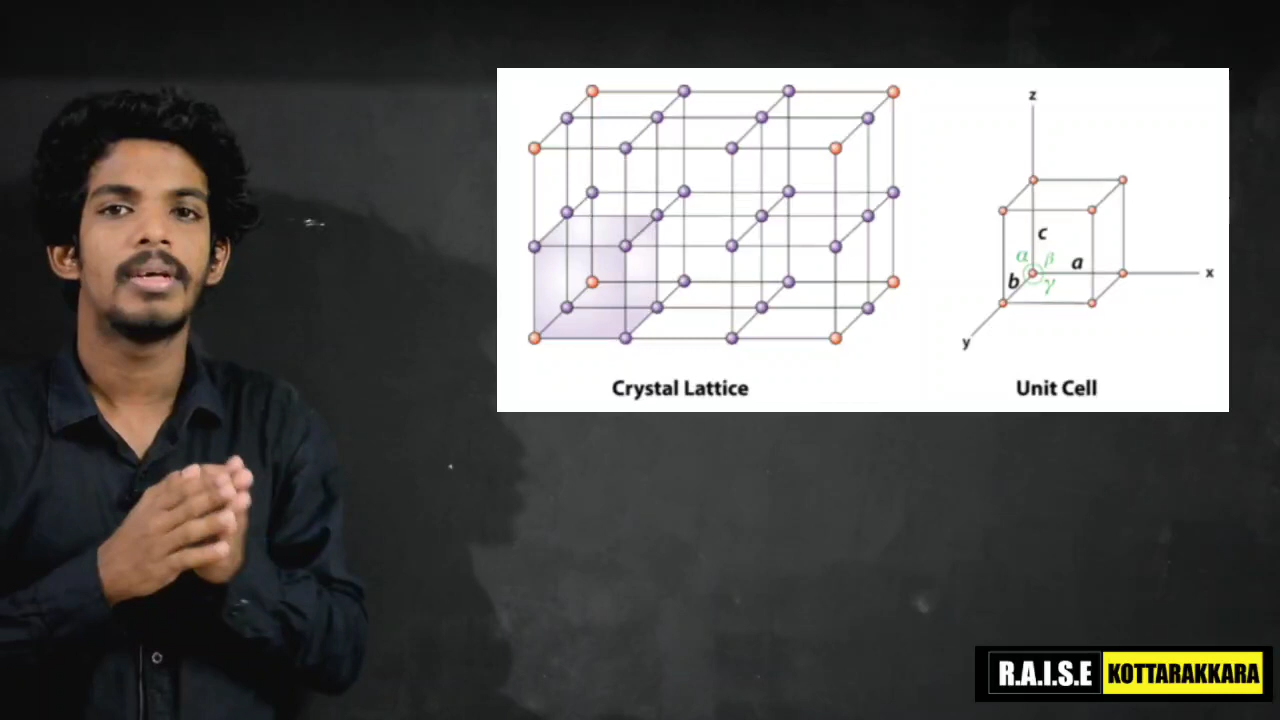 z
c
α β
a
b
γ
x
y
Crystal Lattice
Unit Cell
R.A.I.S.E KOTTARAKKARA